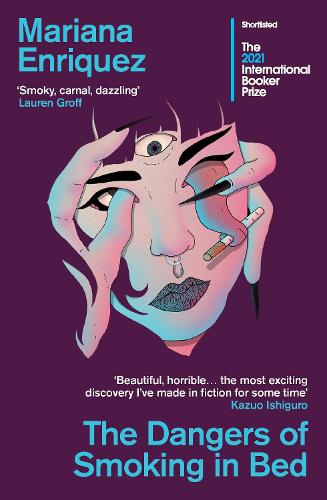 Mariana
Enriquez
'Smoky, carnal, dazzling'
Lauren Groff
Shortlisted
The
2021
International
Booker
Prize
'Beautiful, horrible… the most exciting
discovery I've made in fiction for some time'
Kazuo Ishiguro
The Dangers of
Smoking in Bed